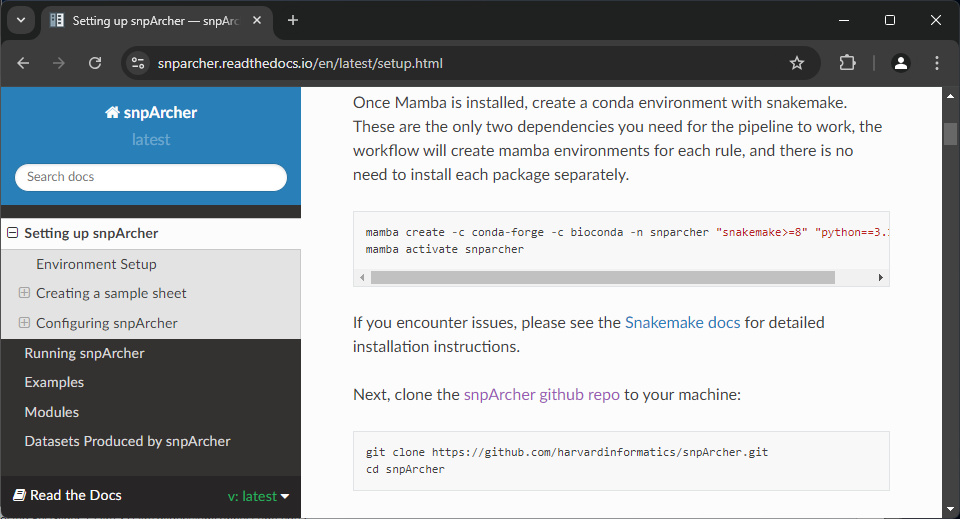 Setting up snpArcher — snpArc
snparcher.readthedocs.io/en/latest/setup.html
snpArcher
latest
Search docs
Setting up snpArcher
Environment Setup
Creating a sample sheet
Configuring snpArcher
Running snpArcher
Examples
Modules
Datasets Produced by snpArcher
Read the Docs
v: latest
Once Mamba is installed, create a conda environment with snakemake.
These are the only two dependencies you need for the pipeline to work, the
workflow will create mamba environments for each rule, and there is no
need to install each package separately.
mamba create -c conda-forge -c bioconda -n snparcher "snakemake>=8" "python==3.
mamba activate snparcher
If you encounter issues, please see the Snakemake docs for detailed
installation instructions.
Next, clone the snpArcher github repo to your machine:
git clone https://github.com/harvardinformatics/snpArcher.git
cd snpArcher